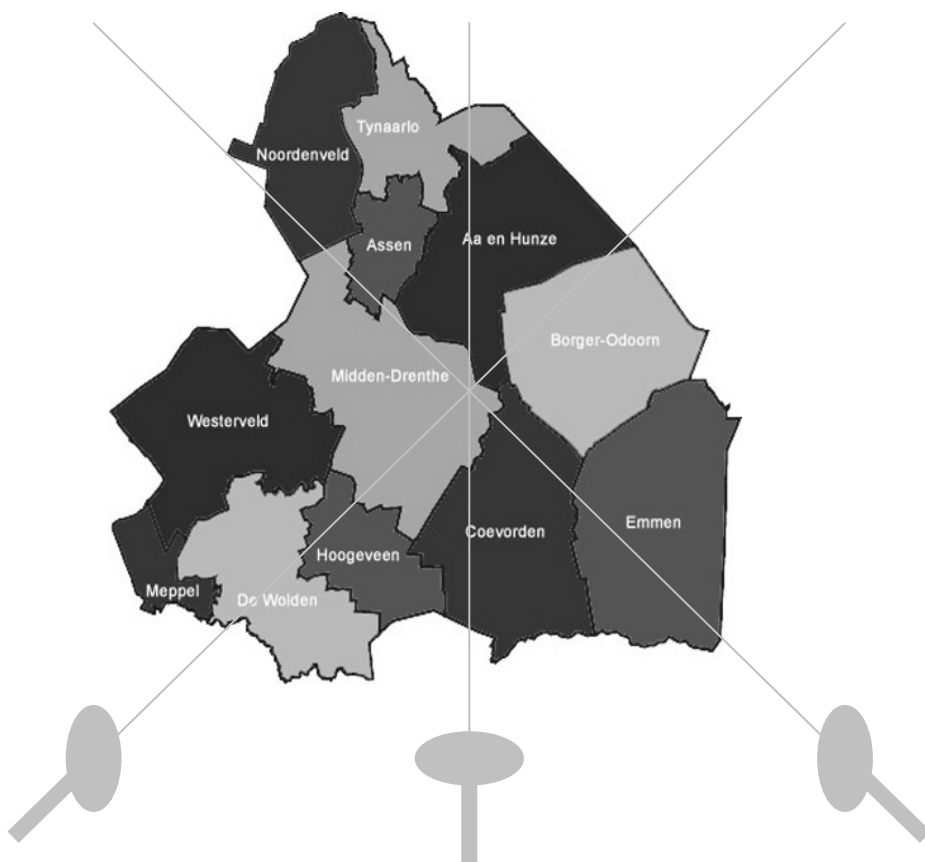 Tynaarlo
Noordenveld
Assen
Aa en Hunze
Borger-Odoorn
Midden-Drenthe
Westerveld
Emmen
Coevorden
Hoogeveen
Meppel
De Wolden